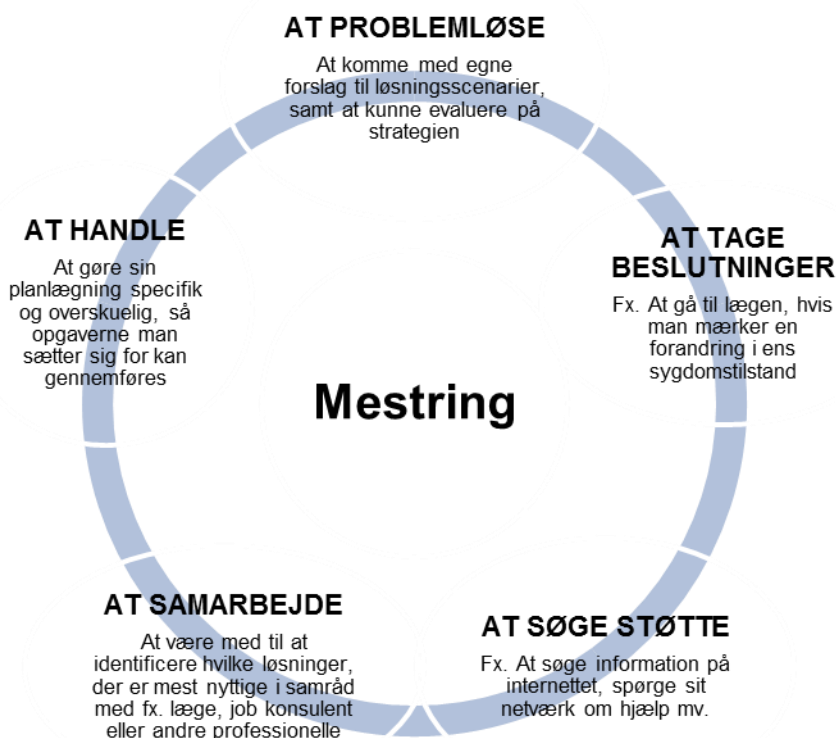 AT PROBLEMLØSE
At komme med egne
forslag til løsningsscenarier,
samt at kunne evaluere på
strategien
AT TAGE
BESLUTNINGER
Fx. At gå til lægen, hvis
man mærker en
forandring i ens
sygdomstilstand
AT SØGE STØTTE
Fx. At søge information på
internettet, spørge sit
netværk om hjælp mv.
AT SAMARBEJDE
At være med til at
identificere hvilke løsninger,
der er mest nyttige i samråd
med fx. læge, job konsulent
eller andre professionelle
AT HANDLE
At gøre sin
planlægning specifik
og overskuelig, så
opgaverne man
sætter sig for kan
gennemføres
Mestring